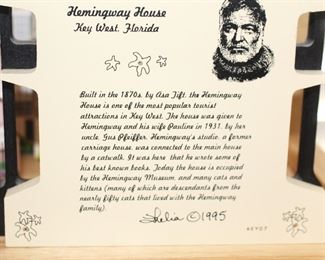 Hemingway House
Key West, Florida
Built in the 1870s, by Asa Tift, the Hemingway
House is one of the most popular tourist
attractions in Key West. The house was given to
Hemingway and his wife Pauline in 1931, by her
uncle, Gus Pfeiffer. Hemingway's studio, a former
carriage house, was connected to the main house
by a catwalk. It was here that he wrote some of
his best known books. Today the house is occupied
by the Hemingway Museum, and many cats and
kittens (many of which are descendants from the
nearly fifty cats that lived with the Hemingway
family).
Shelia ©1995
KEY07